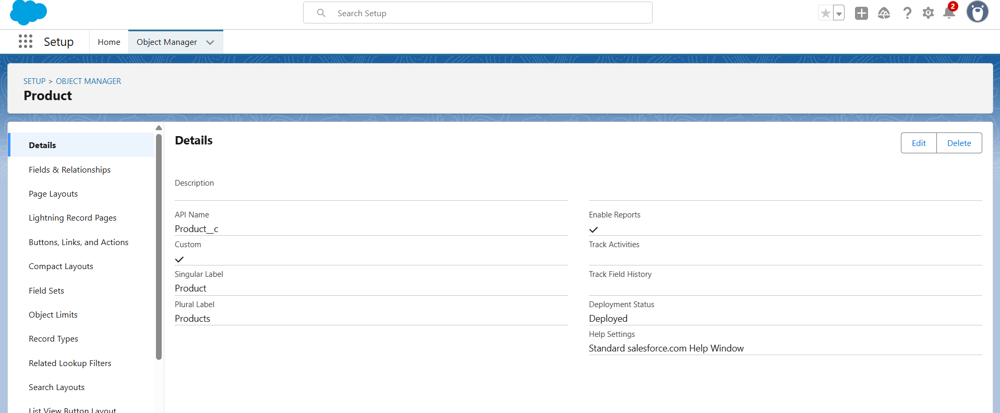 Search Setup
2
Setup
Home
Object Manager
SETUP > OBJECT MANAGER
Product
Details
Fields & Relationships
Page Layouts
Lightning Record Pages
Buttons, Links, and Actions
Compact Layouts
Field Sets
Object Limits
Record Types
Related Lookup Filters
Search Layouts
List View Button Layout
Details
Edit
Delete
Description
API Name
Product__c
Custom
Singular Label
Product
Plural Label
Products
Enable Reports
Track Activities
Track Field History
Deployment Status
Deployed
Help Settings
Standard salesforce.com Help Window